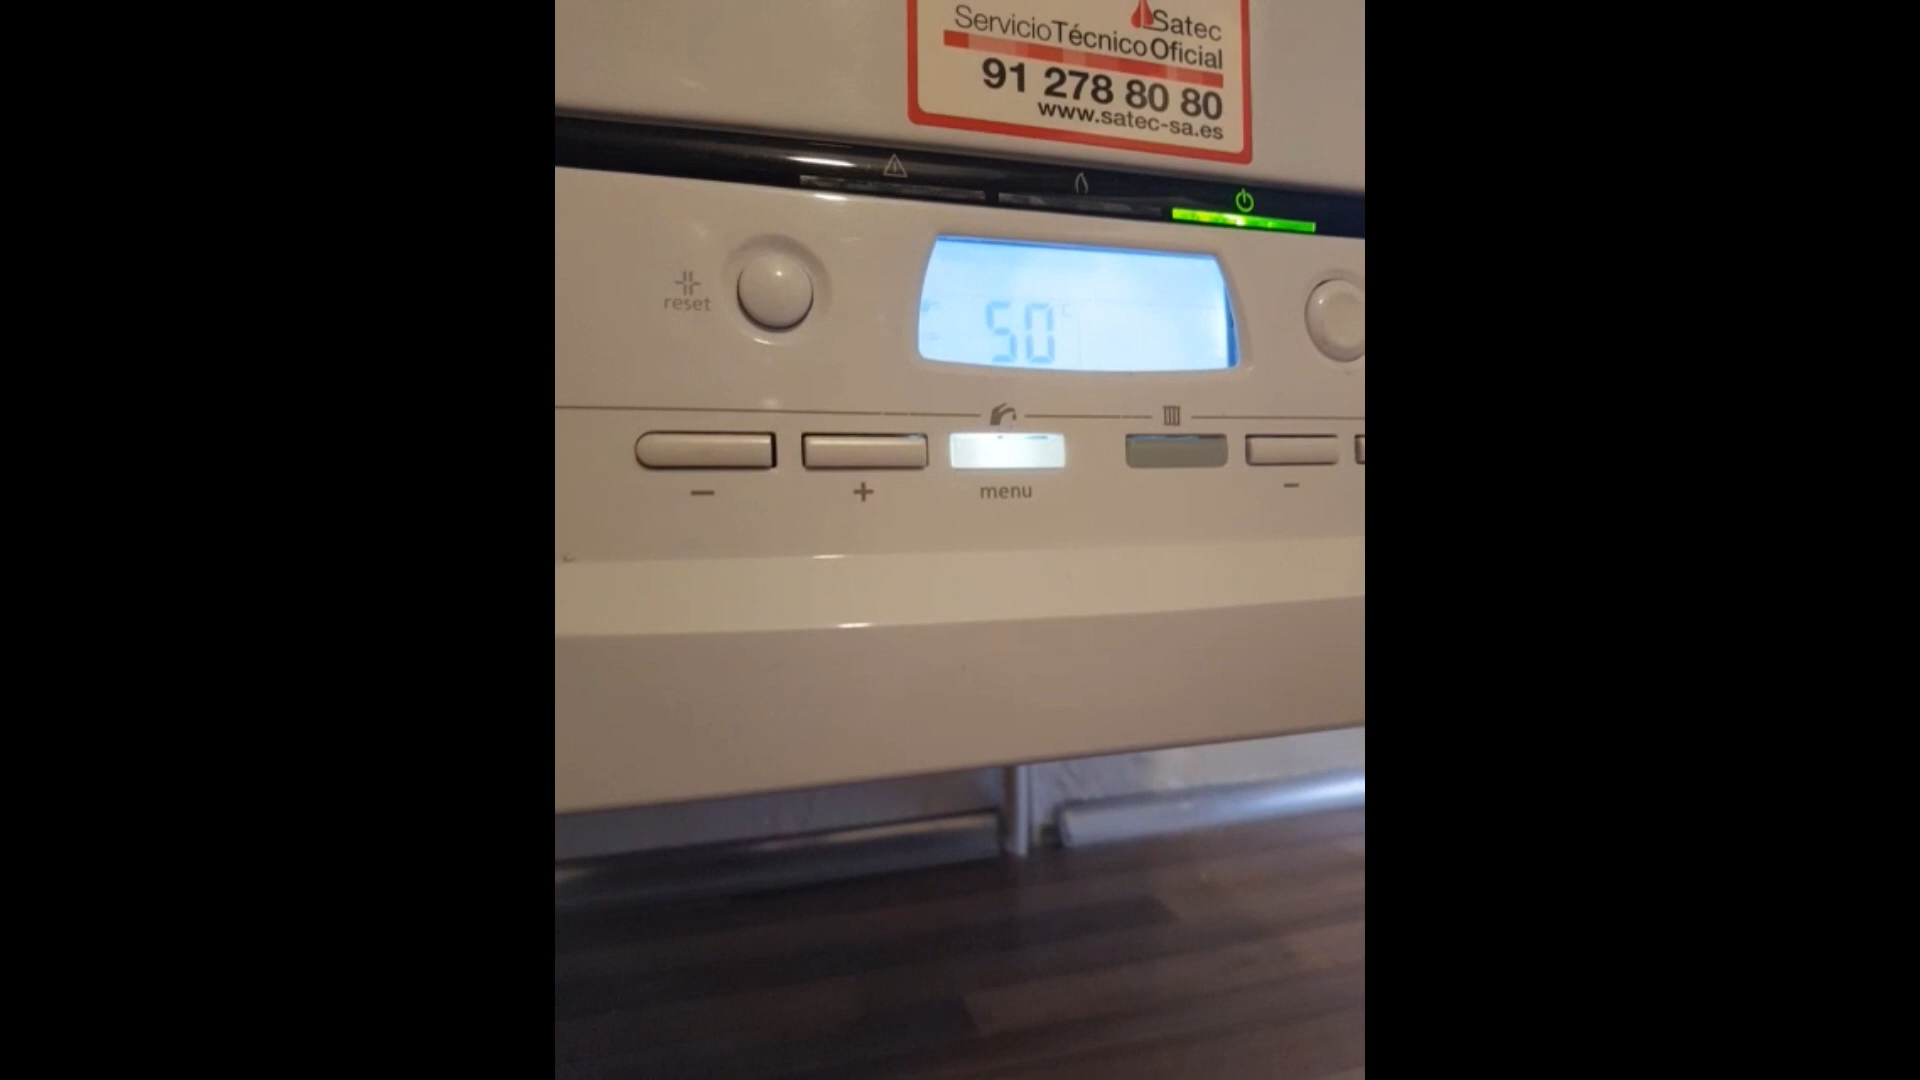 Satec
ServicioTécnicoOficial
91 278 80 80
www.satec-sa.es
reset
50 °C
− + menu −